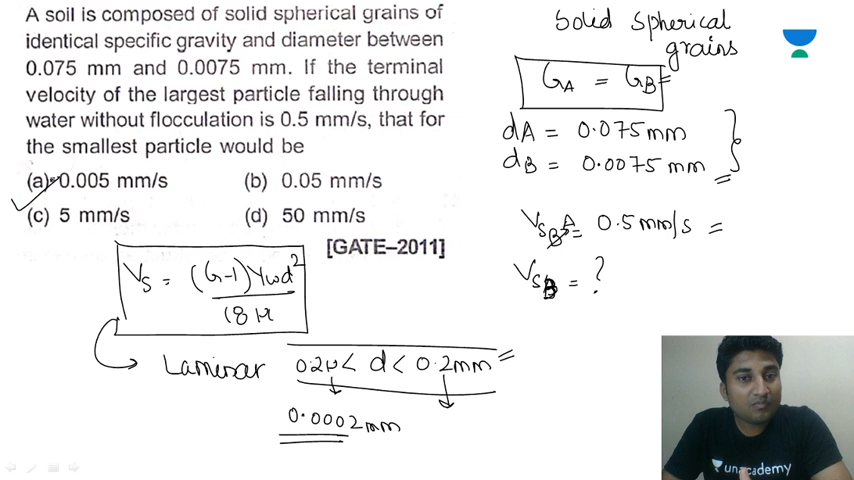 A soil is composed of solid spherical grains of
identical specific gravity and diameter between
0.075 mm and 0.0075 mm. If the terminal
velocity of the largest particle falling through
water without flocculation is 0.5 mm/s, that for
the smallest particle would be
(a) 0.005 mm/s (b) 0.05 mm/s
(c) 5 mm/s (d) 50 mm/s
[GATE–2011]
Vs = (G-1) γw d²
18 μ
Laminar 0.2μ < d < 0.2mm =
0.0002 mm
Solid Spherical
grains
GA = GB =
dA = 0.075 mm
dB = 0.0075 mm
VsA = 0.5 mm/s =
VsB = ?
unacademy